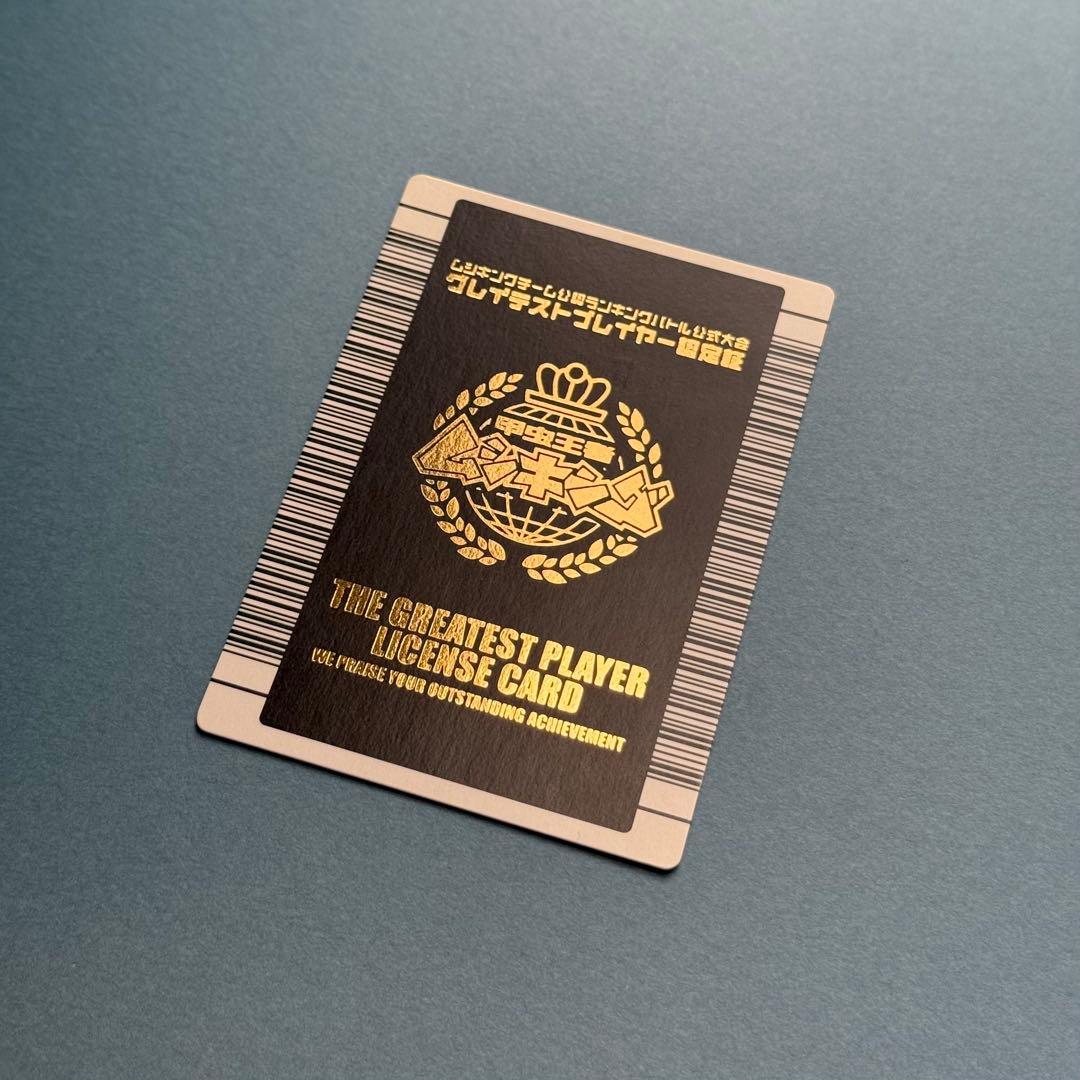 ムシキングチーム公認ランキングバトル公式大会
グレイテストプレイヤー認定証
甲虫王者
ムシキング
THE GREATEST PLAYER
LICENSE CARD
WE PRAISE YOUR OUTSTANDING ACHIEVEMENT